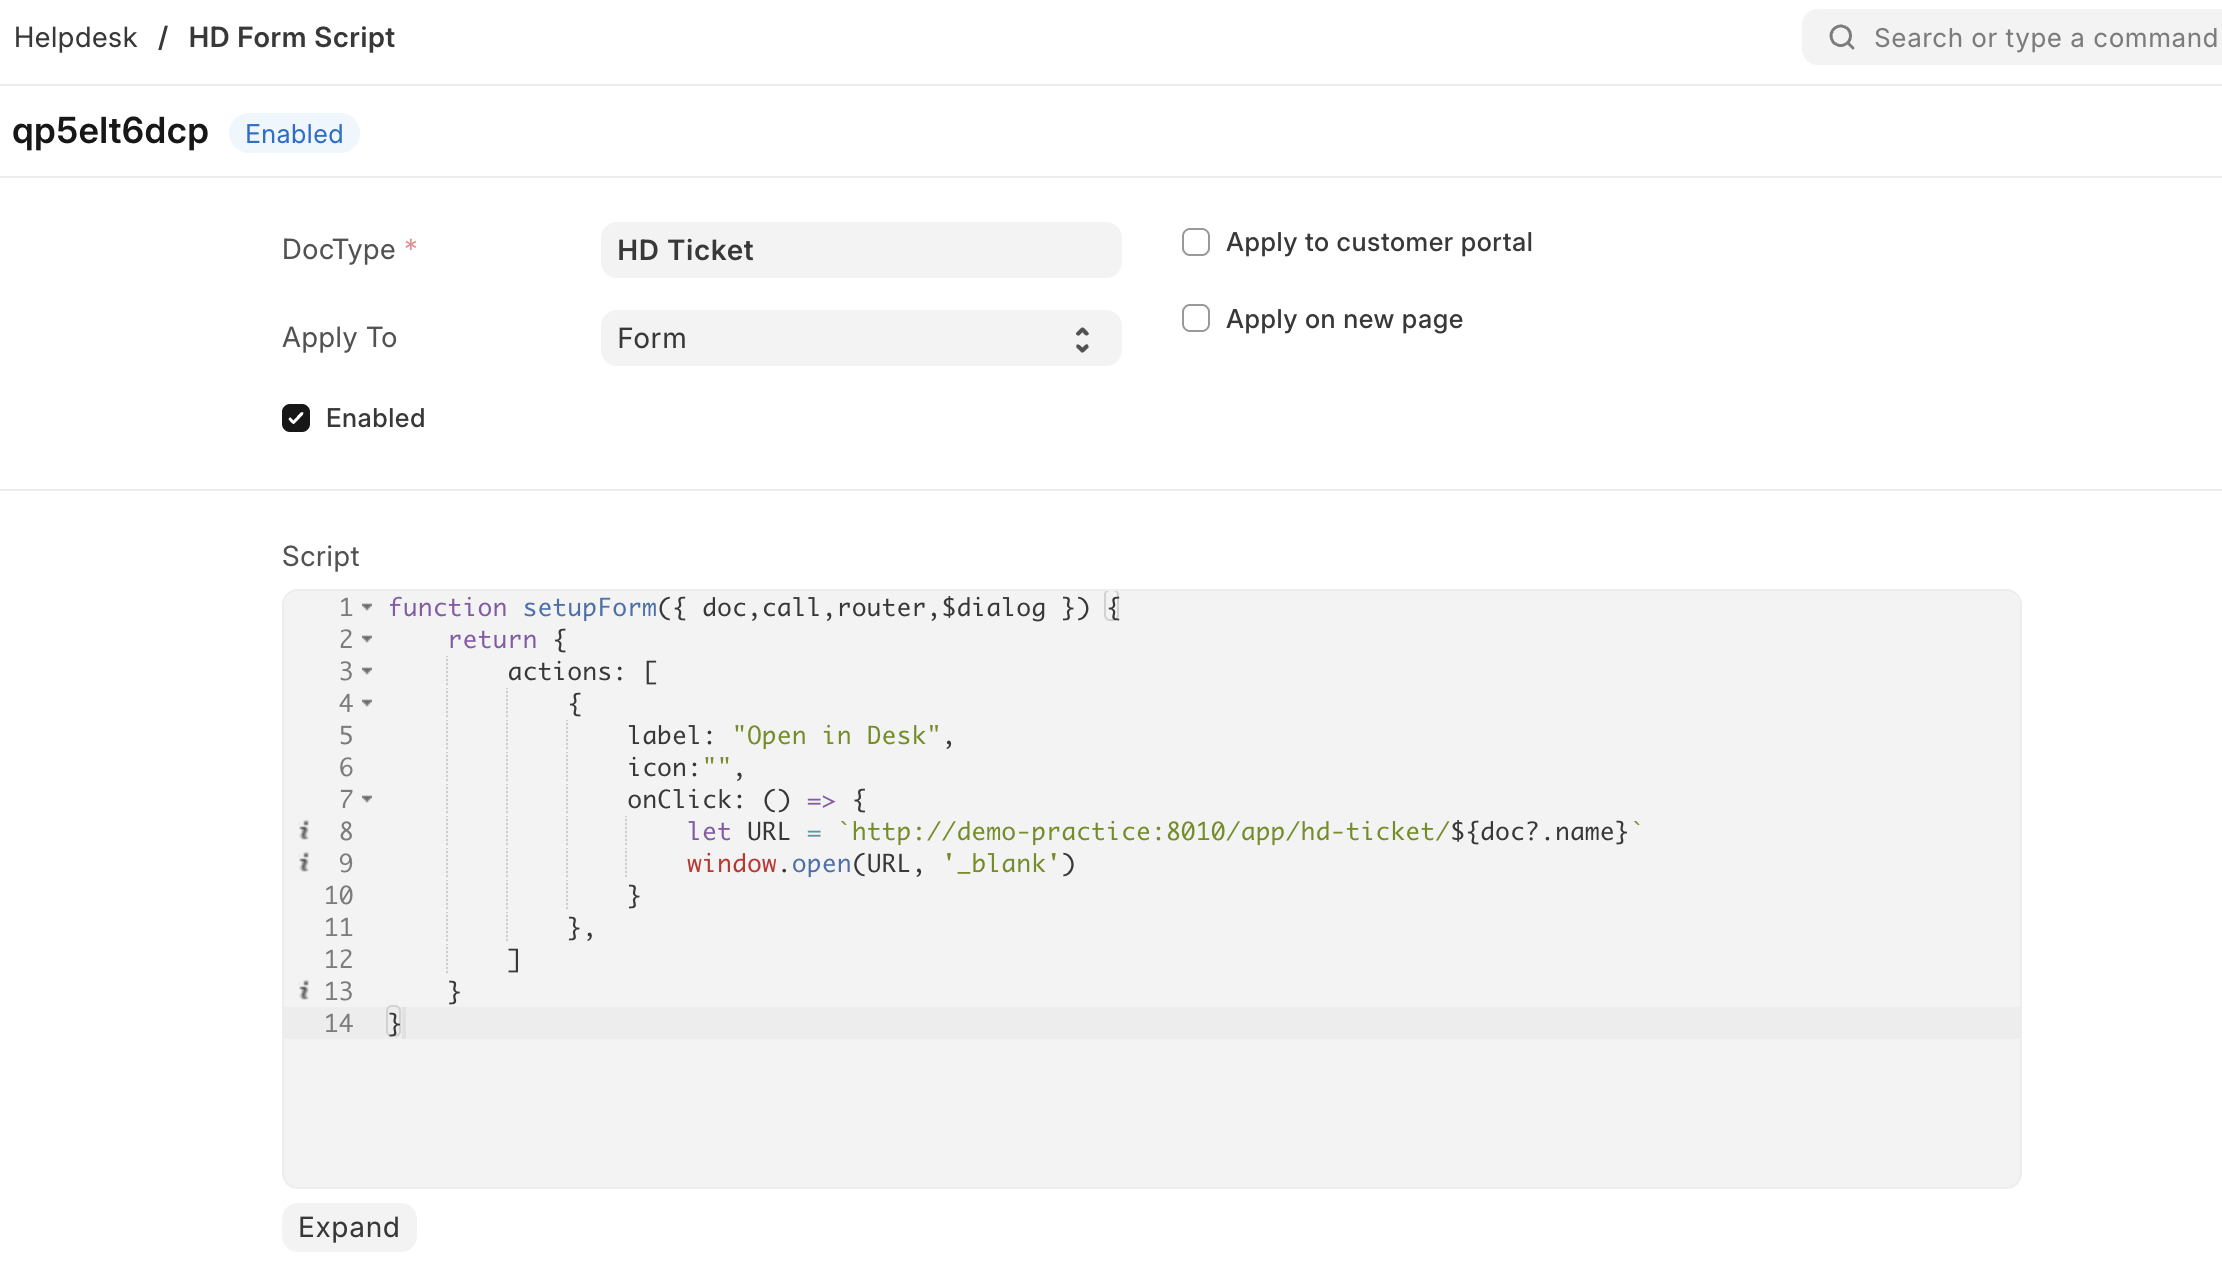 Helpdesk / HD Form Script
Search or type a command
qp5elt6dcp Enabled
DocType *
HD Ticket
Apply to customer portal
Apply To
Form
Apply on new page
Enabled
Script
1 function setupForm({ doc,call,router,$dialog }) {
2     return {
3         actions: [
4             {
5                 label: "Open in Desk",
6                 icon:"",
7                 onClick: () => {
i 8                     let URL = `http://demo-practice:8010/app/hd-ticket/${doc?.name}`
i 9                     window.open(URL, '_blank')
10                 }
11             },
12         ]
i 13     }
14 }
Expand